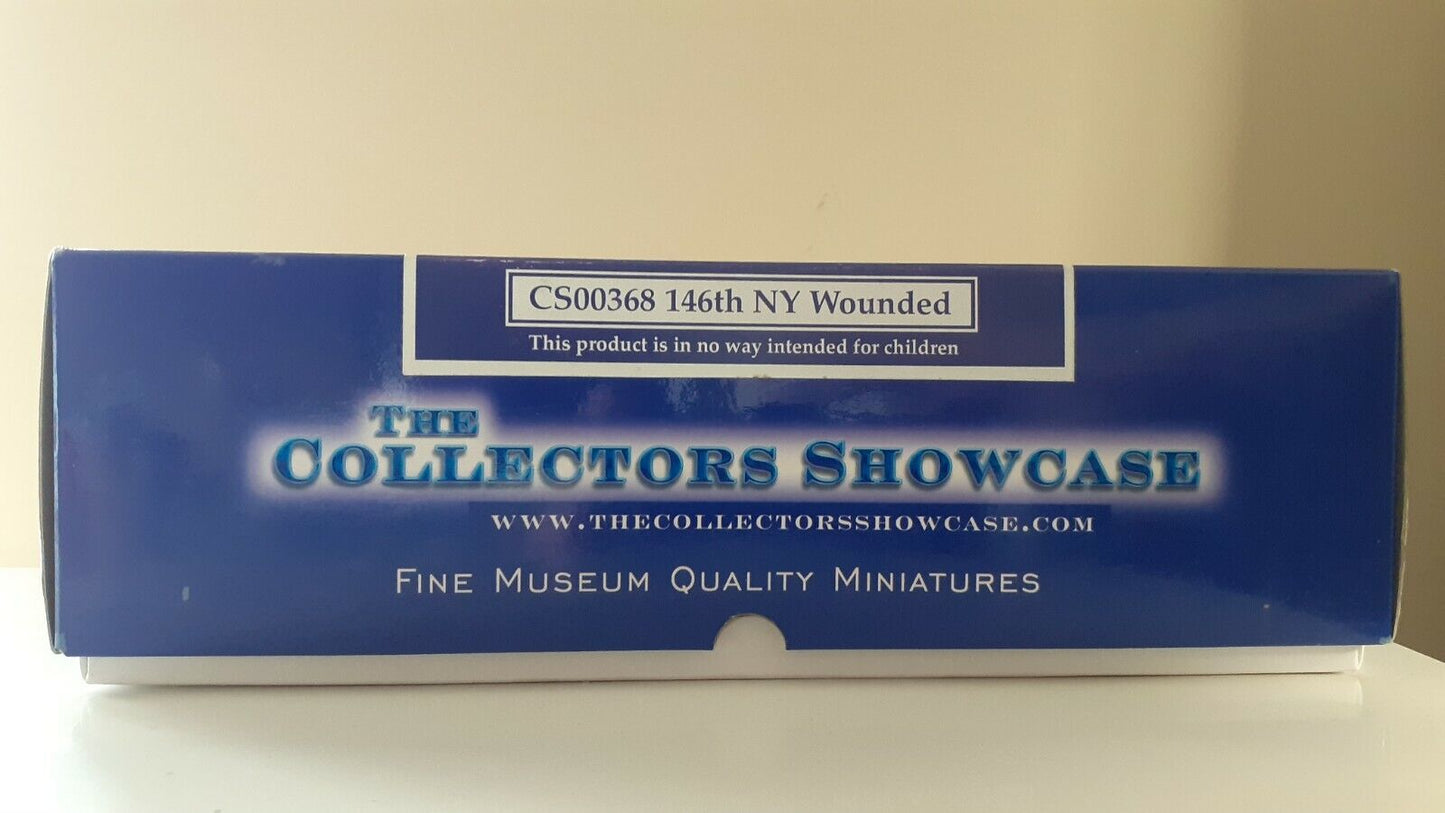 CS00368 146th NY Wounded
This product is in no way intended for children
THE
COLLECTORS SHOWCASE
WWW.THECOLLECTORSSHOWCASE.COM
FINE MUSEUM QUALITY MINIATURES